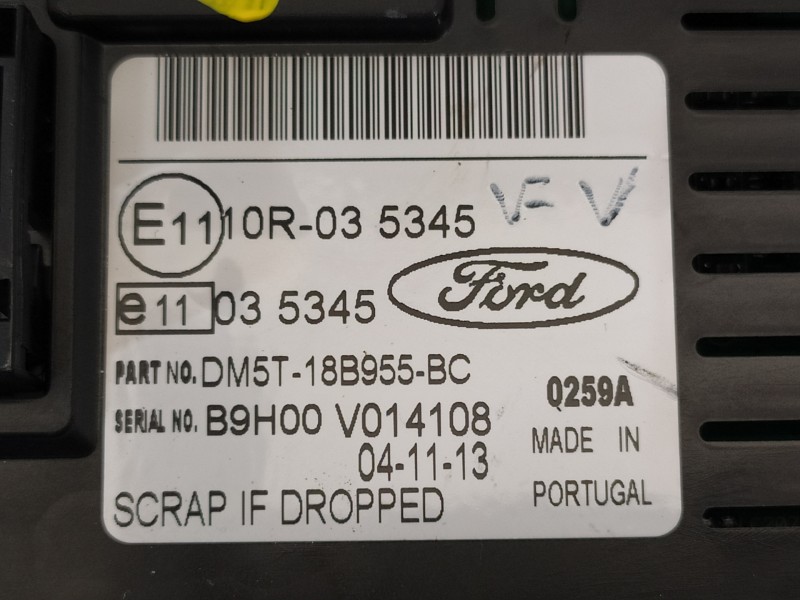 E11 10R-03 5345 VF V
e11 03 5345 Ford
PART NO. DM5T-18B955-BC
SERIAL NO. B9H00 V014108 Q259A
04-11-13 MADE IN
SCRAP IF DROPPED PORTUGAL